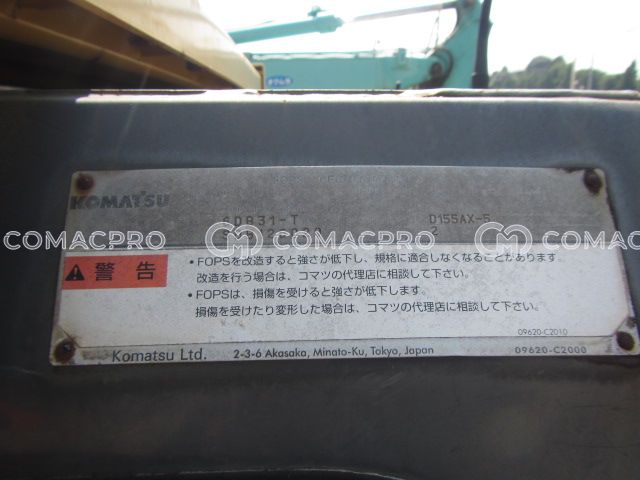 KOMATSU
D155AX-5
2
COMACPRO COMACPRO COMACPRO
警告
・FOPSを改造すると強さが低下し、規格に適合しなくなることがあります。
改造を行う場合は、コマツの代理店に相談して下さい。
・FOPSは、損傷を受けると強さが低下します。
損傷を受けたり変形した場合は、コマツの代理店に相談して下さい。
09620-C2010
Komatsu Ltd. 2-3-6 Akasaka, Minato-Ku, Tokyo, Japan 09620-C2000